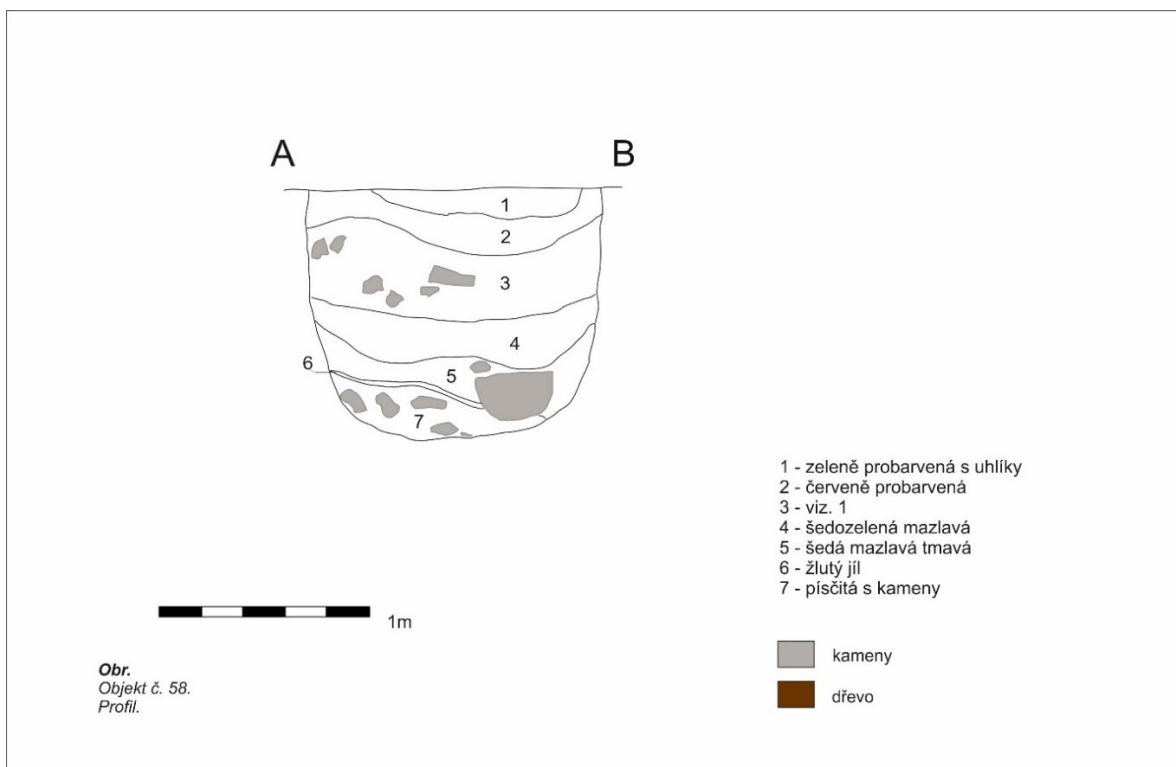 A B
1
2
3
4
6
5
7
1 - zeleně probarvená s uhlíky
2 - červeně probarvená
3 - viz. 1
4 - šedozelená mazlavá
5 - šedá mazlavá tmavá
6 - žlutý jíl
7 - písčitá s kameny
1m
kameny
dřevo
Obr.
Objekt č. 58.
Profil.